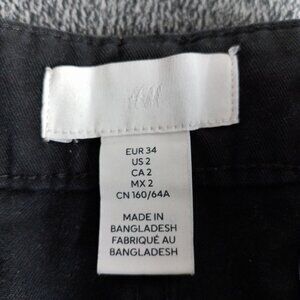 H&M
EUR 34
US 2
CA 2
MX 2
CN 160/64A
MADE IN
BANGLADESH
FABRIQUÉ AU
BANGLADESH